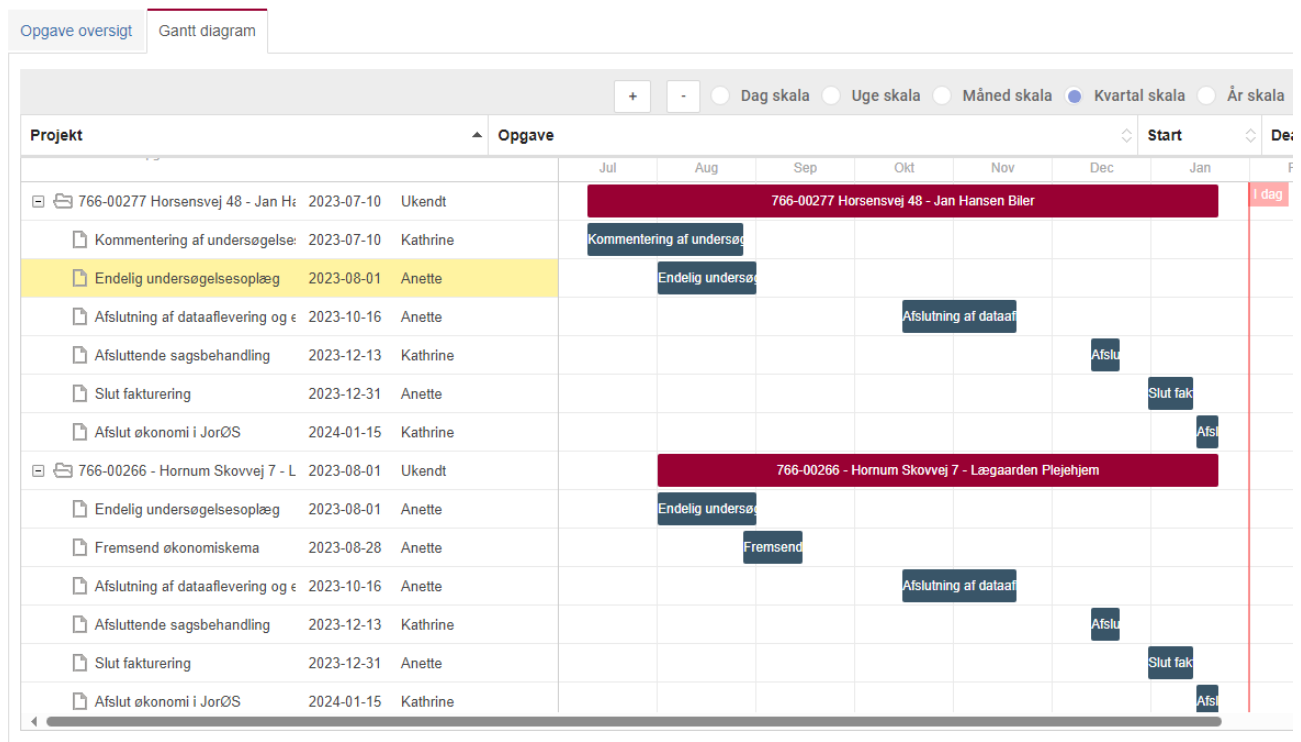 Opgave oversigt Gantt diagram
+ - Dag skala Uge skala Måned skala Kvartal skala År skala
Projekt Opgave Start Dea
Jul Aug Sep Okt Nov Dec Jan F
766-00277 Horsensvej 48 - Jan Ha 2023-07-10 Ukendt 766-00277 Horsensvej 48 - Jan Hansen Biler I dag
Kommentering af undersøgelses 2023-07-10 Kathrine Kommentering af undersøg
Endelig undersøgelsesoplæg 2023-08-01 Anette Endelig undersøg
Afslutning af dataaflevering og e 2023-10-16 Anette Afslutning af dataaf
Afsluttende sagsbehandling 2023-12-13 Kathrine Afslu
Slut fakturering 2023-12-31 Anette Slut fak
Afslut økonomi i JorØS 2024-01-15 Kathrine Afsl
766-00266 - Hornum Skovvej 7 - L 2023-08-01 Ukendt 766-00266 - Hornum Skovvej 7 - Lægaarden Plejehjem
Endelig undersøgelsesoplæg 2023-08-01 Anette Endelig undersøg
Fremsend økonomiskema 2023-08-28 Anette Fremsend
Afslutning af dataaflevering og e 2023-10-16 Anette Afslutning af dataaf
Afsluttende sagsbehandling 2023-12-13 Kathrine Afslu
Slut fakturering 2023-12-31 Anette Slut fak
Afslut økonomi i JorØS 2024-01-15 Kathrine Afsl